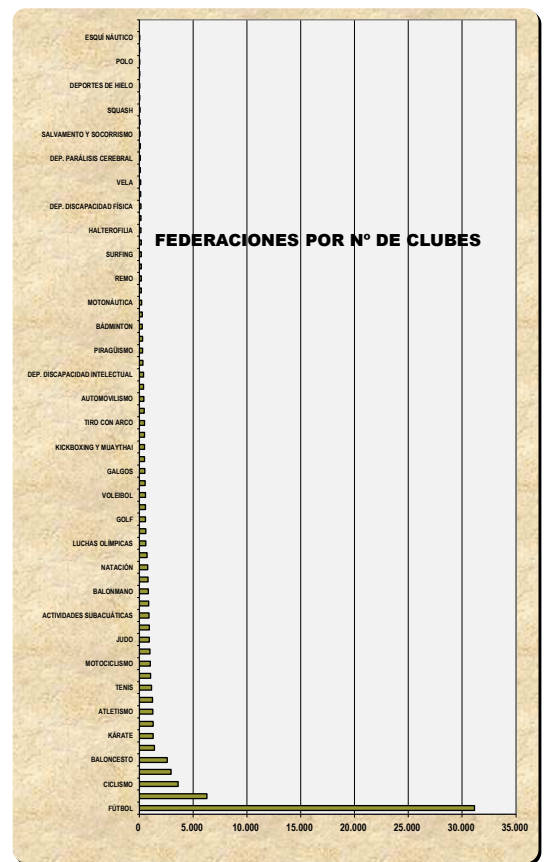 ESQUÍ NÁUTICO
POLO
DEPORTES DE HIELO
SQUASH
SALVAMENTO Y SOCORRISMO
DEP. PARÁLISIS CEREBRAL
VELA
DEP. DISCAPACIDAD FÍSICA
HALTEROFILIA
FEDERACIONES POR Nº DE CLUBES
SURFING
REMO
MOTONÁUTICA
BÁDMINTON
PIRAGÜISMO
DEP. DISCAPACIDAD INTELECTUAL
AUTOMOVILISMO
TIRO CON ARCO
KICKBOXING Y MUAYTHAI
GALGOS
VOLEIBOL
GOLF
LUCHAS OLÍMPICAS
NATACIÓN
BALONMANO
ACTIVIDADES SUBACUÁTICAS
JUDO
MOTOCICLISMO
TENIS
ATLETISMO
KÁRATE
BALONCESTO
CICLISMO
FÚTBOL
0 5.000 10.000 15.000 20.000 25.000 30.000 35.000